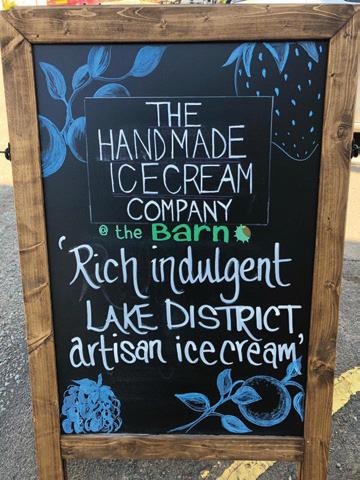 THE
HANDMADE
ICECREAM
COMPANY
@ the Barn
'Rich indulgent
LAKE DISTRICT
artisan icecream'